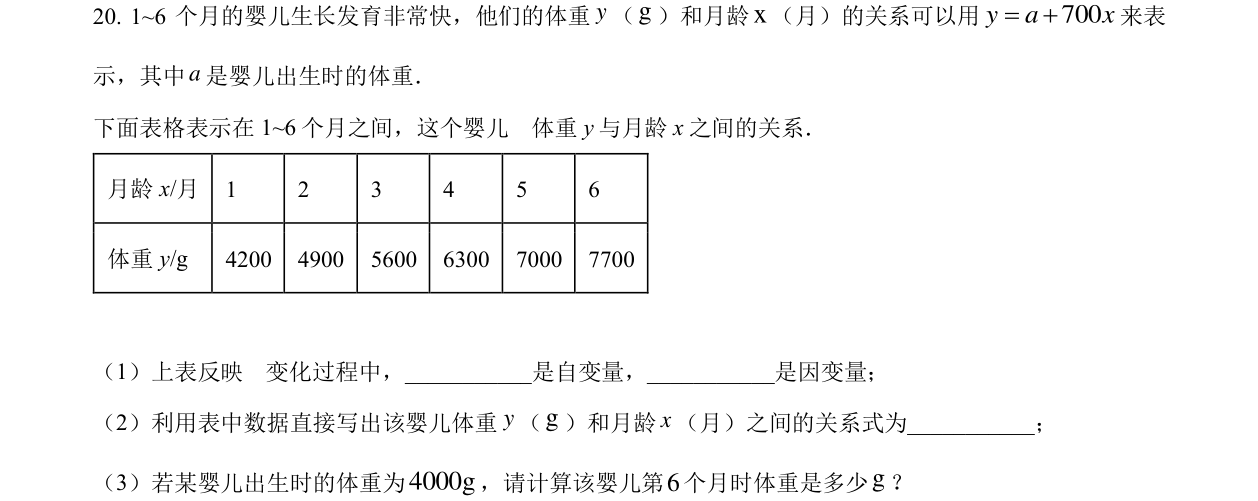 20. 1~6 个月的婴儿生长发育非常快，他们的体重 y（g）和月龄 x（月）的关系可以用 y=a+700x 来表
示，其中 a 是婴儿出生时的体重．
下面表格表示在 1~6 个月之间，这个婴儿 体重 y 与月龄 x 之间的关系．
月龄 x/月 1 2 3 4 5 6
体重 y/g 4200 4900 5600 6300 7000 7700
（1）上表反映 变化过程中，___________是自变量，___________是因变量；
（2）利用表中数据直接写出该婴儿体重 y（g）和月龄 x（月）之间的关系式为___________；
（3）若某婴儿出生时的体重为4000g，请计算该婴儿第6个月时体重是多少g？